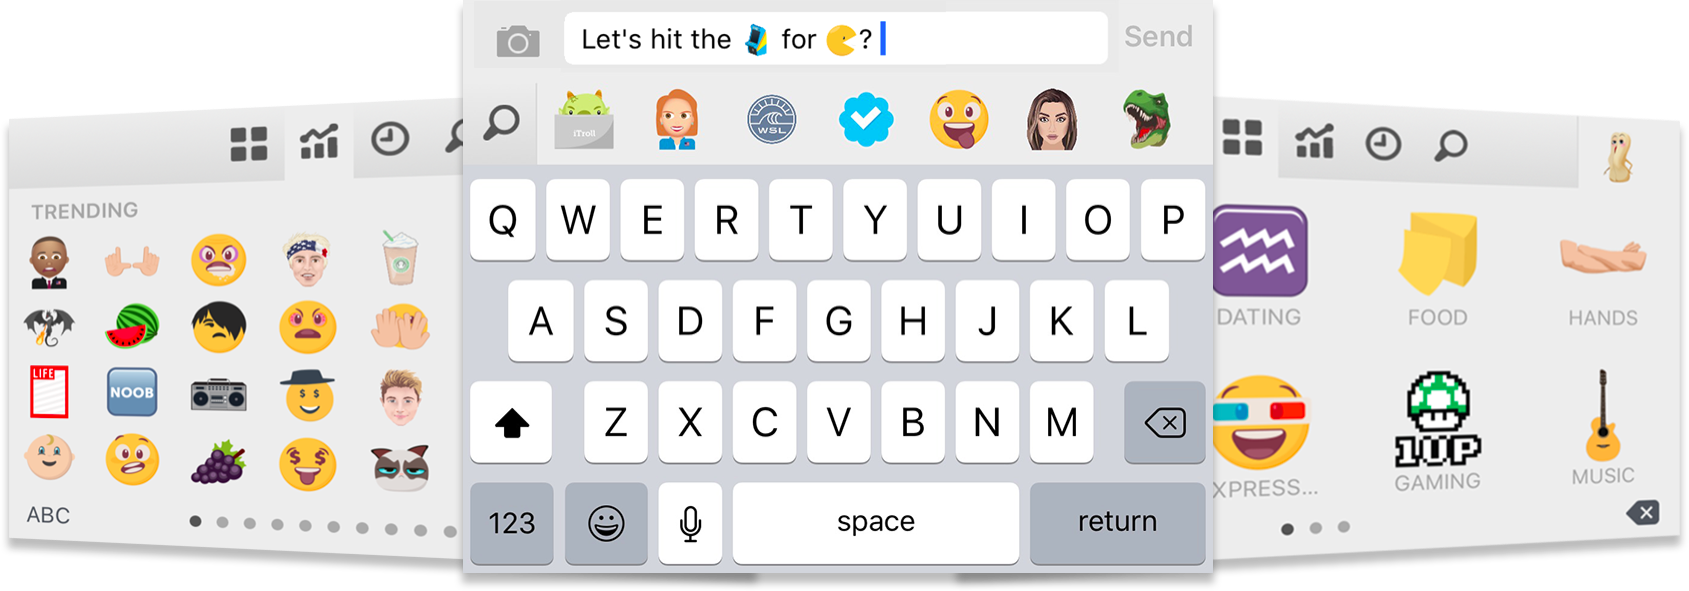 Let's hit the for ?
Send
iTroll
WSL
TRENDING
LIFE
NOOB
ABC
Q W E R T Y U I O P
A S D F G H J K L
Z X C V B N M
123
space
return
DATING
FOOD
HANDS
XPRESS...
1UP
GAMING
MUSIC